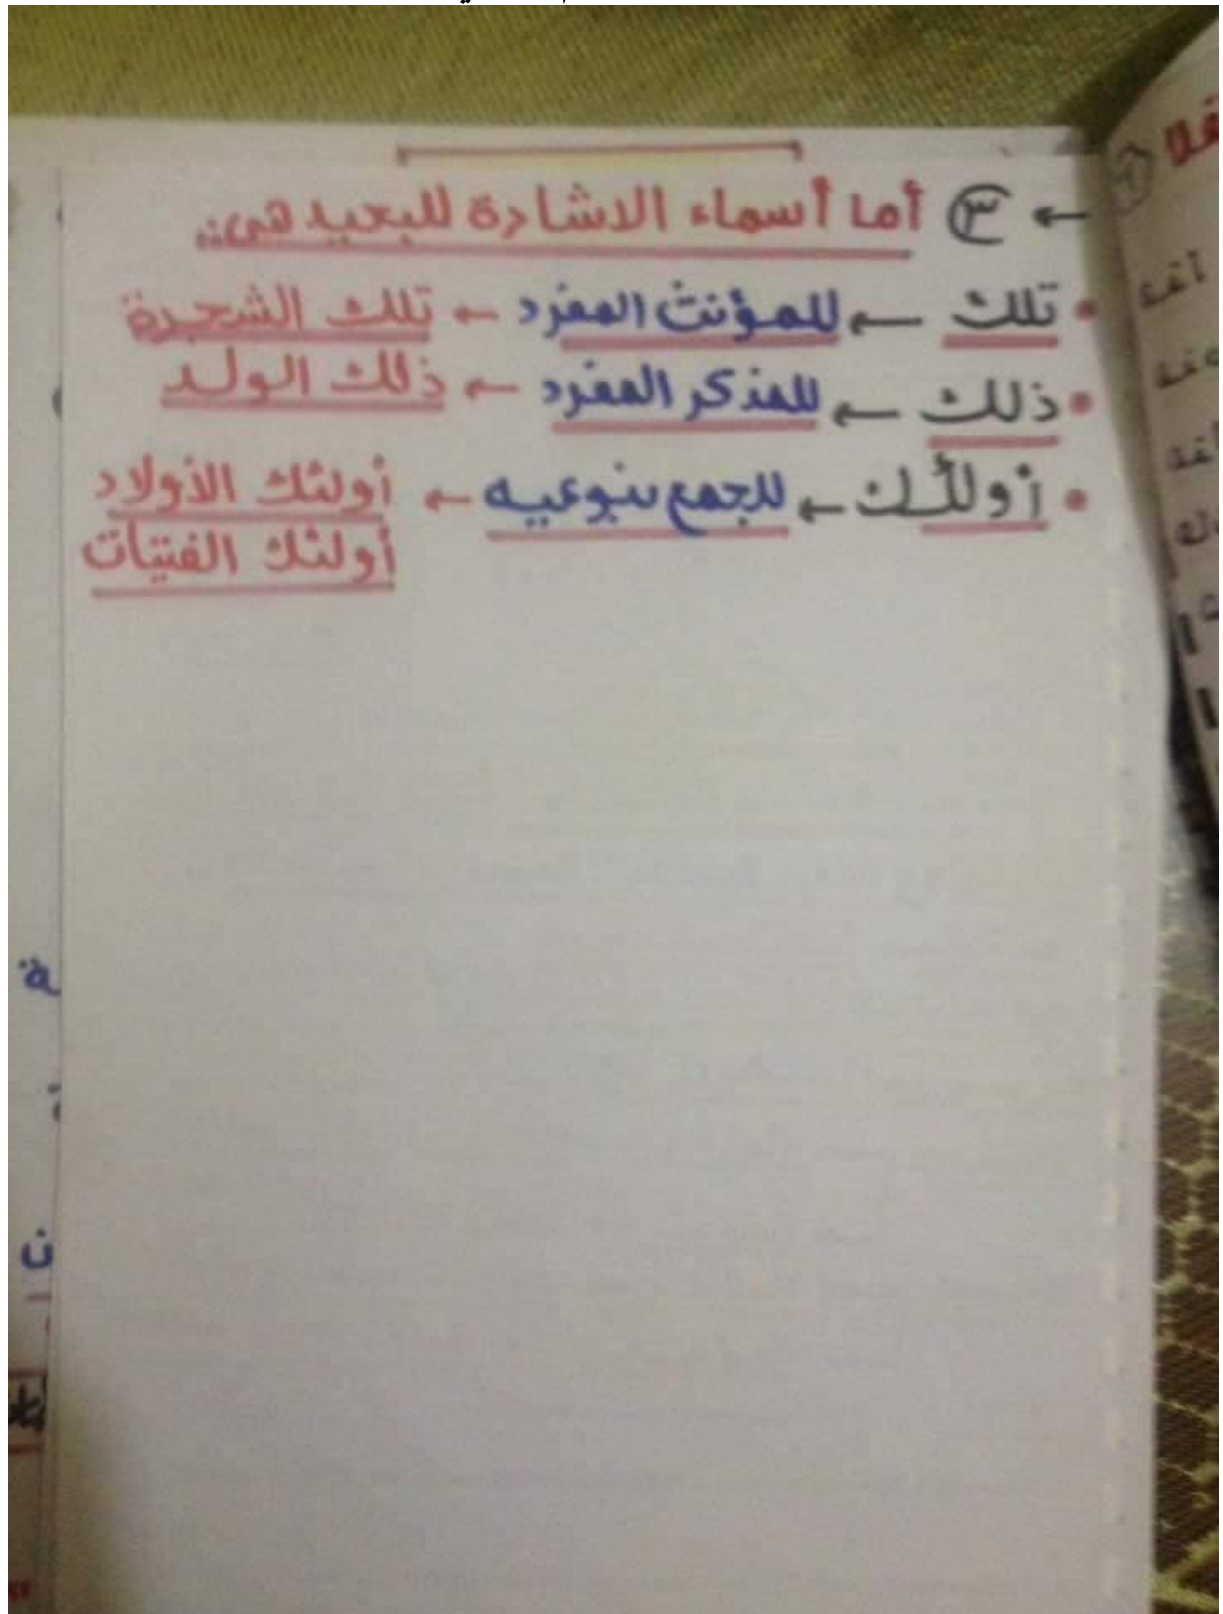 ← ٣ أما أسماء الاشارة للبعيد هي..
• تلك ← للمؤنث المفرد ← تلك الشجرة
• ذلك ← للمذكر المفرد ← ذلك الولد
• أولئك ← للجمع بنوعيه ← أولئك الأولاد
أولئك الفتيات